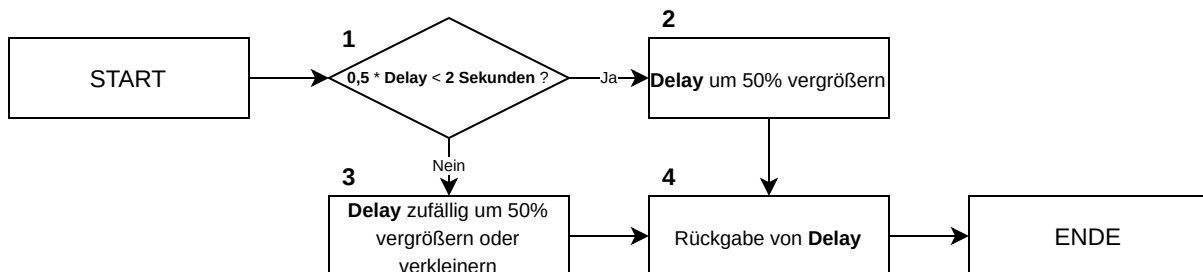 START
1
0,5 * Delay < 2 Sekunden ?
Ja
2
Delay um 50% vergrößern
Nein
3
Delay zufällig um 50%
vergrößern oder
verkleinern
4
Rückgabe von Delay
ENDE